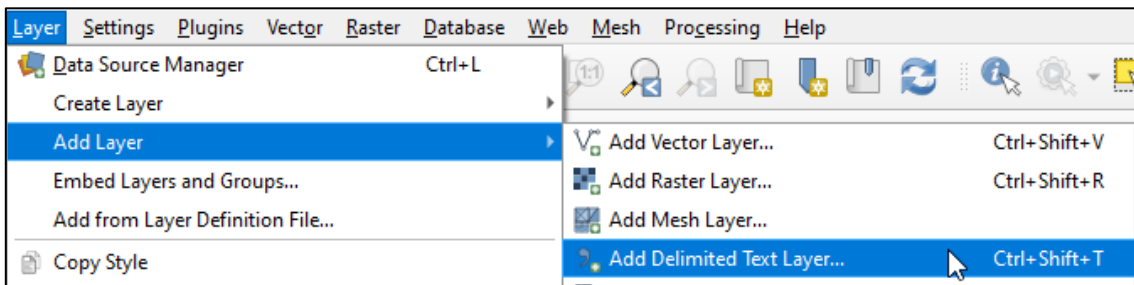 Layer Settings Plugins Vector Raster Database Web Mesh Processing Help
Data Source Manager Ctrl+L
1:1
Create Layer
Add Layer
Add Vector Layer... Ctrl+Shift+V
Embed Layers and Groups...
Add Raster Layer... Ctrl+Shift+R
Add from Layer Definition File...
Add Mesh Layer...
Copy Style
Add Delimited Text Layer... Ctrl+Shift+T